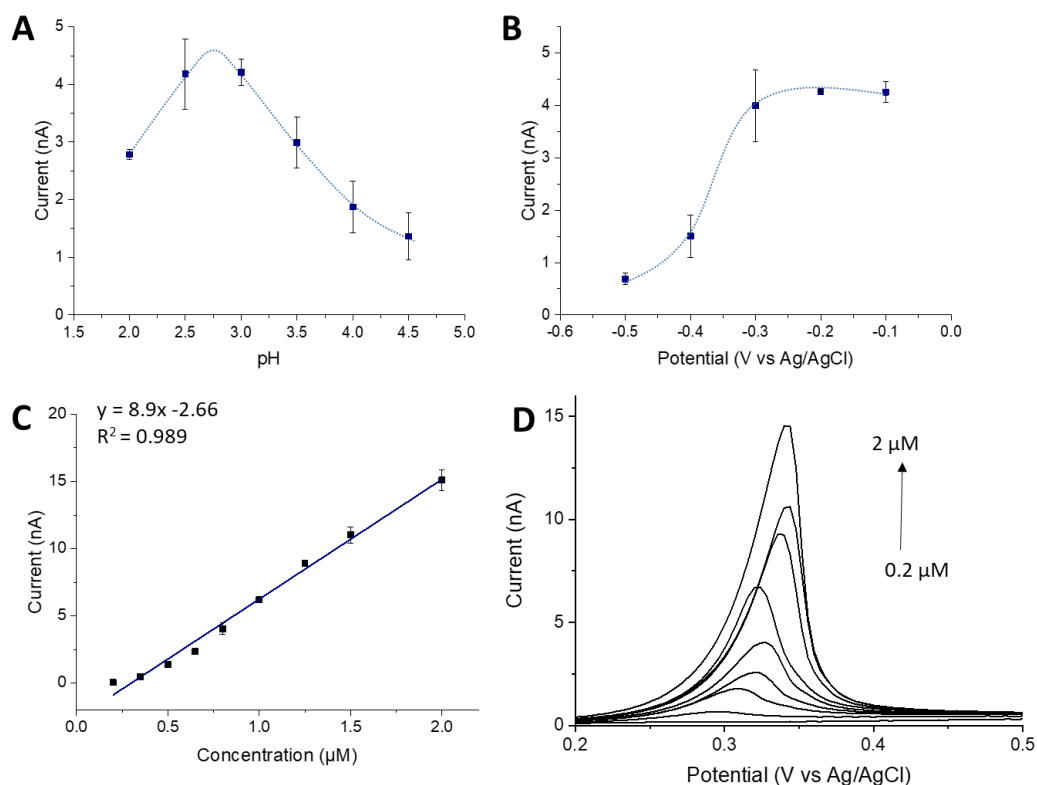 A
Current (nA)
5
4
3
2
1
0
1.5 2.0 2.5 3.0 3.5 4.0 4.5 5.0
pH
B
Current (nA)
5
4
3
2
1
0
-0.6 -0.5 -0.4 -0.3 -0.2 -0.1 0.0
Potential (V vs Ag/AgCl)
C
y = 8.9x -2.66
R² = 0.989
Current (nA)
20
15
10
5
0
0.0 0.5 1.0 1.5 2.0
Concentration (µM)
D
2 µM
0.2 µM
Current (nA)
15
10
5
0
0.2 0.3 0.4 0.5
Potential (V vs Ag/AgCl)